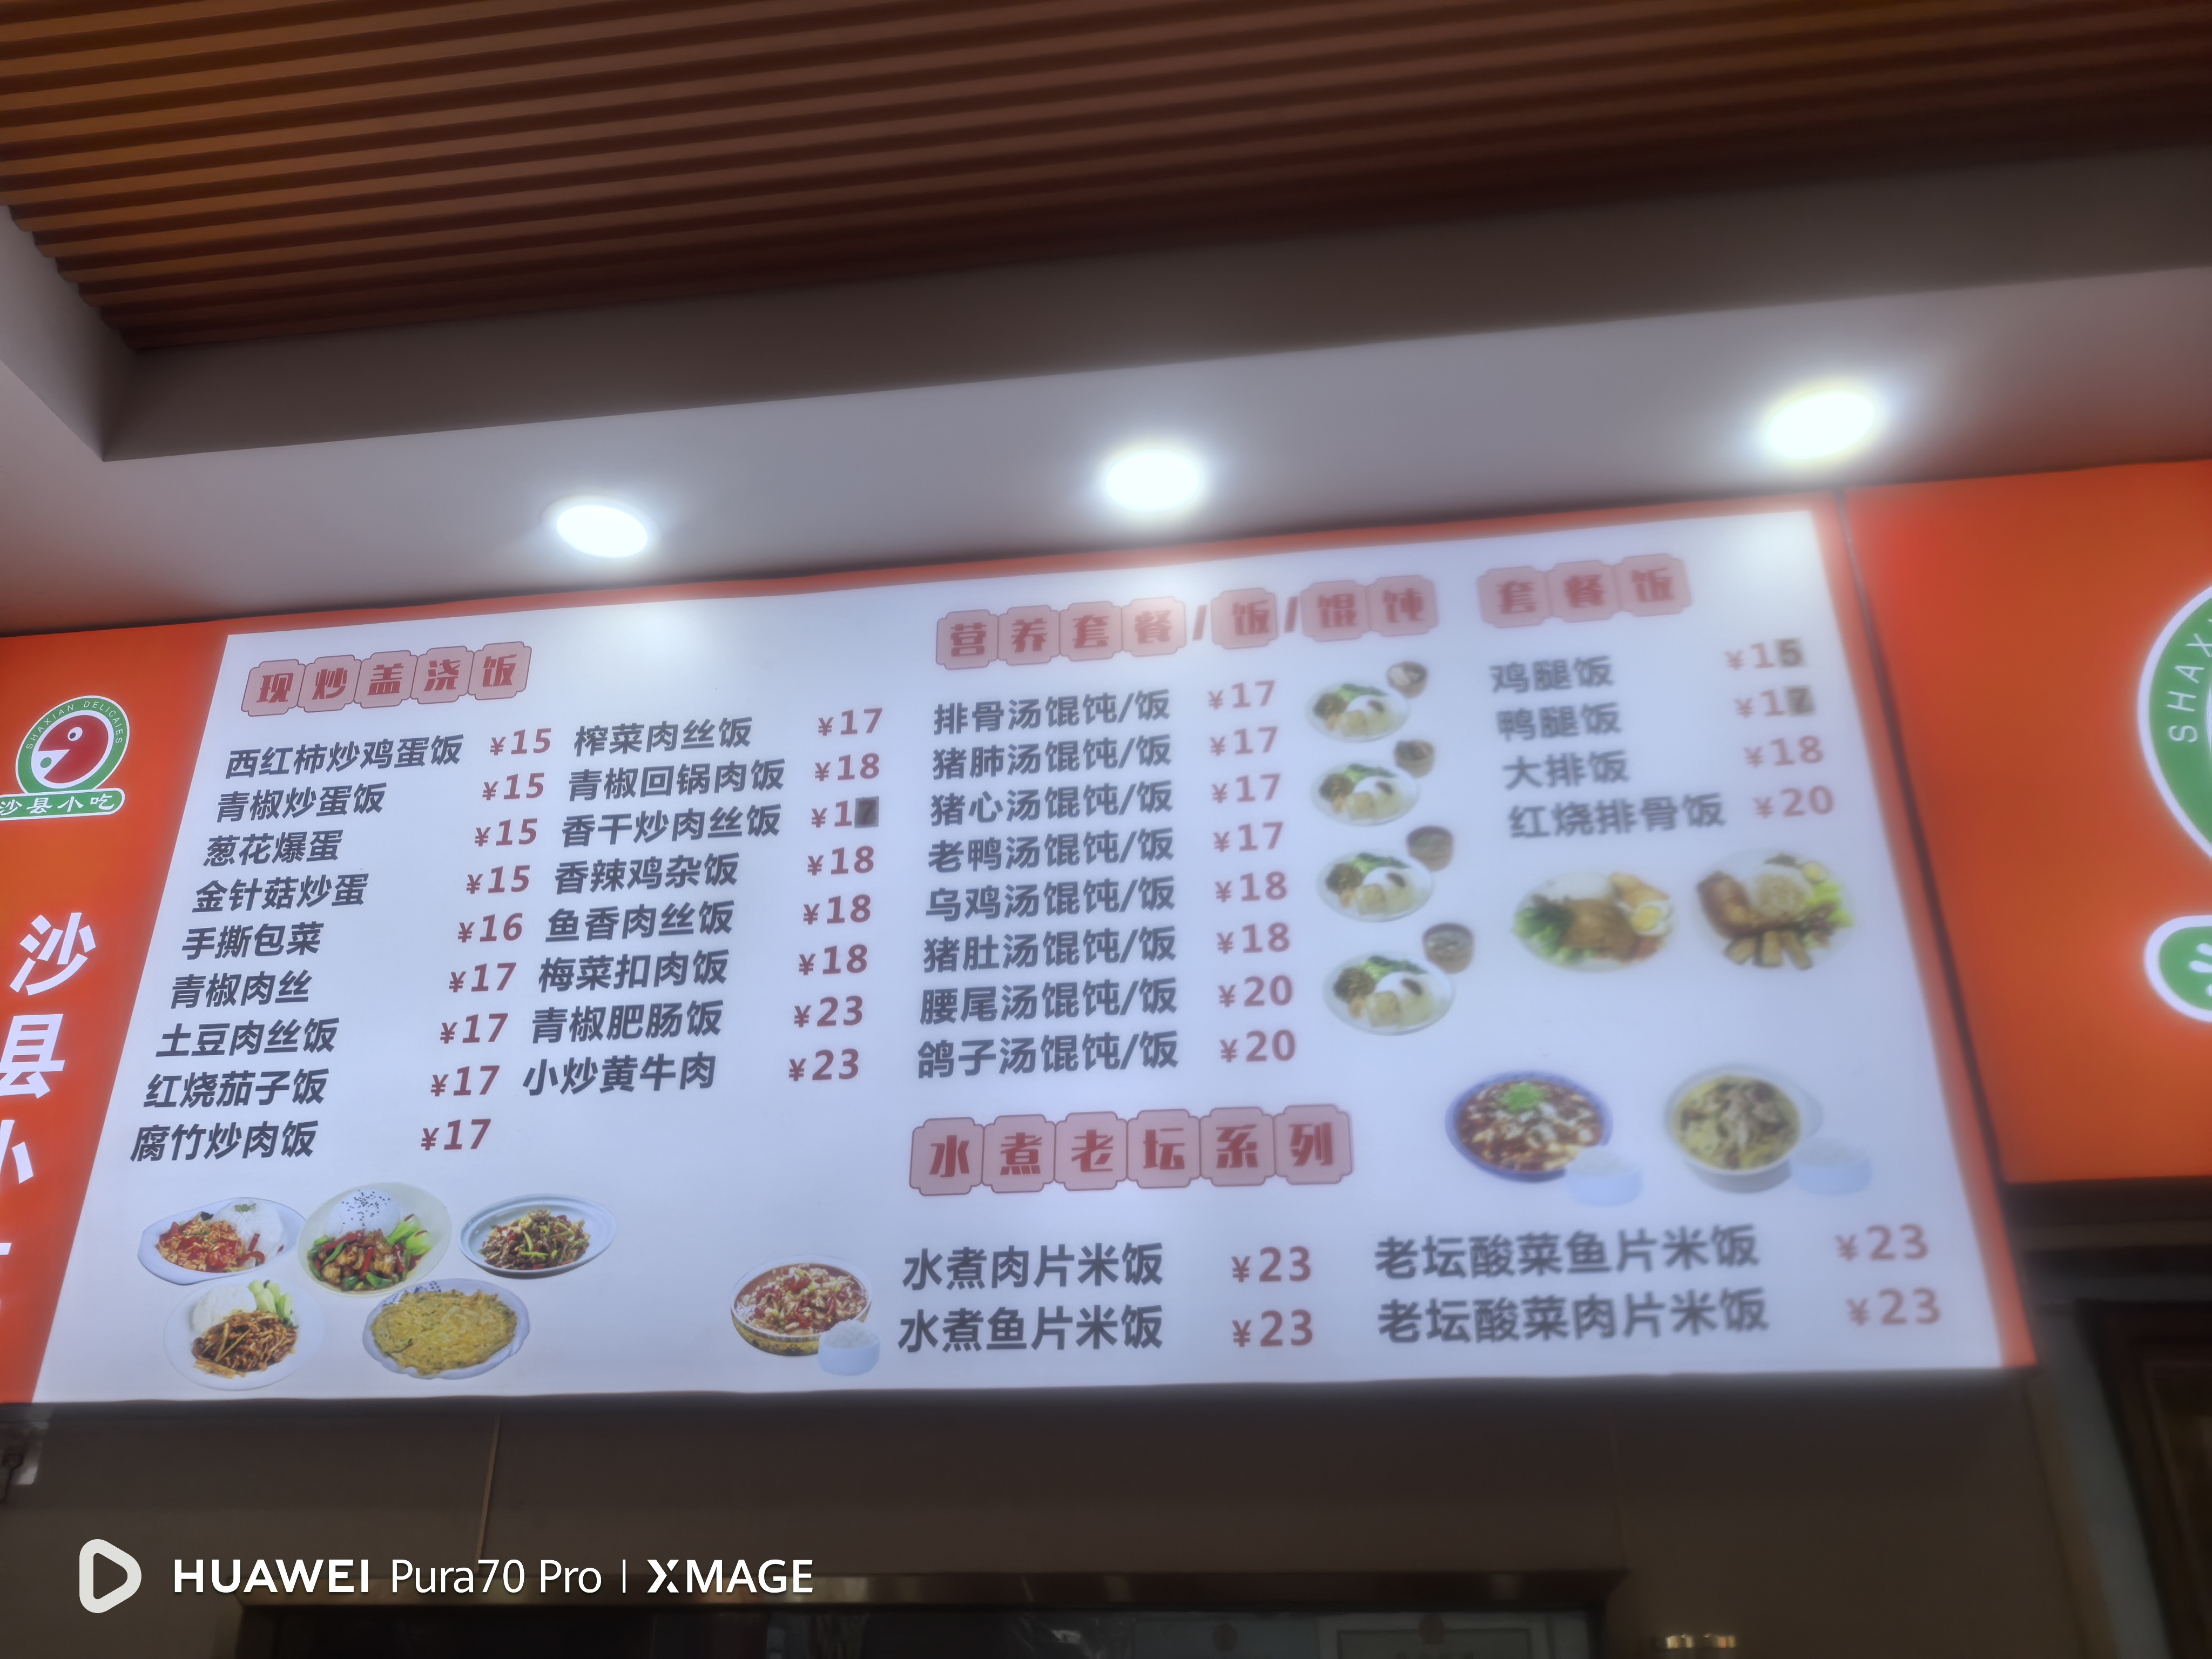 SHAXIAN DELICAIES
沙县小吃
沙县小
现炒盖浇饭
西红柿炒鸡蛋饭 ¥15
青椒炒蛋饭 ¥15
葱花爆蛋 ¥15
金针菇炒蛋 ¥15
手撕包菜 ¥16
青椒肉丝 ¥17
土豆肉丝饭 ¥17
红烧茄子饭 ¥17
腐竹炒肉饭 ¥17
榨菜肉丝饭 ¥17
青椒回锅肉饭 ¥18
香干炒肉丝饭 ¥17
香辣鸡杂饭 ¥18
鱼香肉丝饭 ¥18
梅菜扣肉饭 ¥18
青椒肥肠饭 ¥23
小炒黄牛肉 ¥23
营养套餐/饭/馄饨
排骨汤馄饨/饭 ¥17
猪肺汤馄饨/饭 ¥17
猪心汤馄饨/饭 ¥17
老鸭汤馄饨/饭 ¥17
乌鸡汤馄饨/饭 ¥18
猪肚汤馄饨/饭 ¥18
腰尾汤馄饨/饭 ¥20
鸽子汤馄饨/饭 ¥20
套餐饭
鸡腿饭 ¥15
鸭腿饭 ¥17
大排饭 ¥18
红烧排骨饭 ¥20
水煮老坛系列
水煮肉片米饭 ¥23
水煮鱼片米饭 ¥23
老坛酸菜鱼片米饭 ¥23
老坛酸菜肉片米饭 ¥23
SHAX
HUAWEI Pura70 Pro | XMAGE